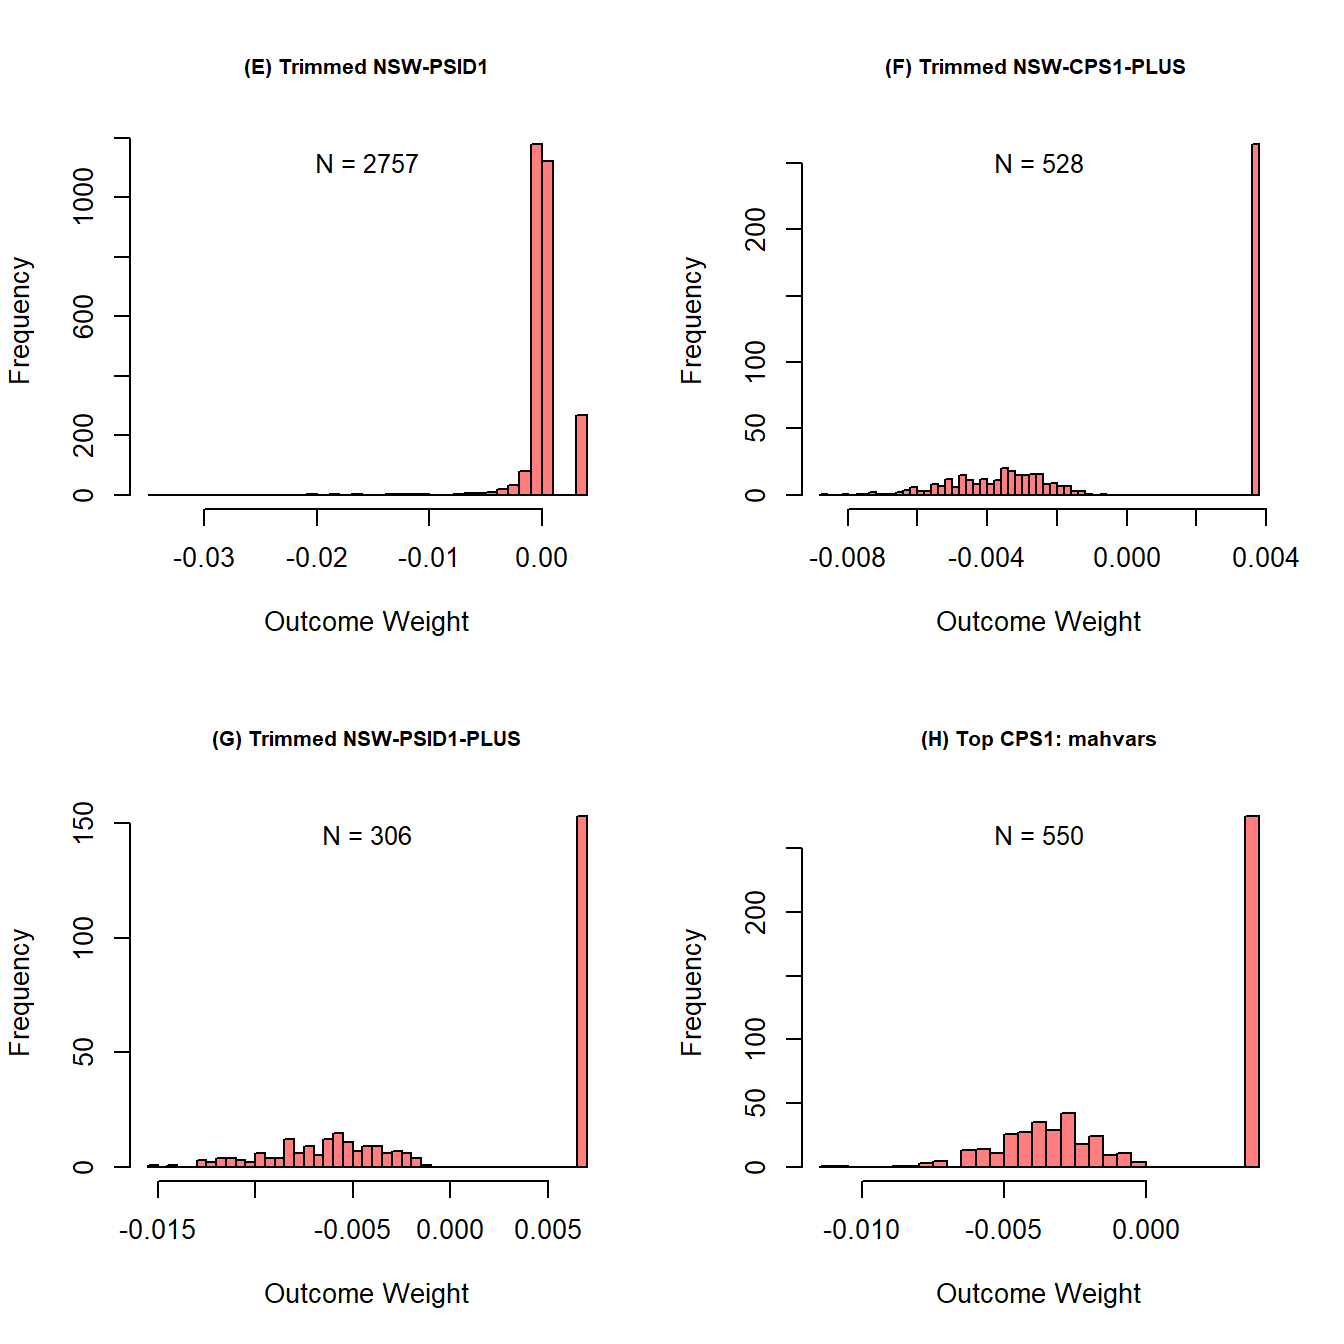 (E) Trimmed NSW-PSID1
N = 2757
Frequency
0
200
600
1000
-0.03 -0.02 -0.01 0.00
Outcome Weight
(F) Trimmed NSW-CPS1-PLUS
N = 528
Frequency
0
50
100
200
-0.008 -0.004 0.000 0.004
Outcome Weight
(G) Trimmed NSW-PSID1-PLUS
N = 306
Frequency
0
50
100
150
-0.015 -0.005 0.000 0.005
Outcome Weight
(H) Top CPS1: mahvars
N = 550
Frequency
0
50
100
200
-0.010 -0.005 0.000
Outcome Weight